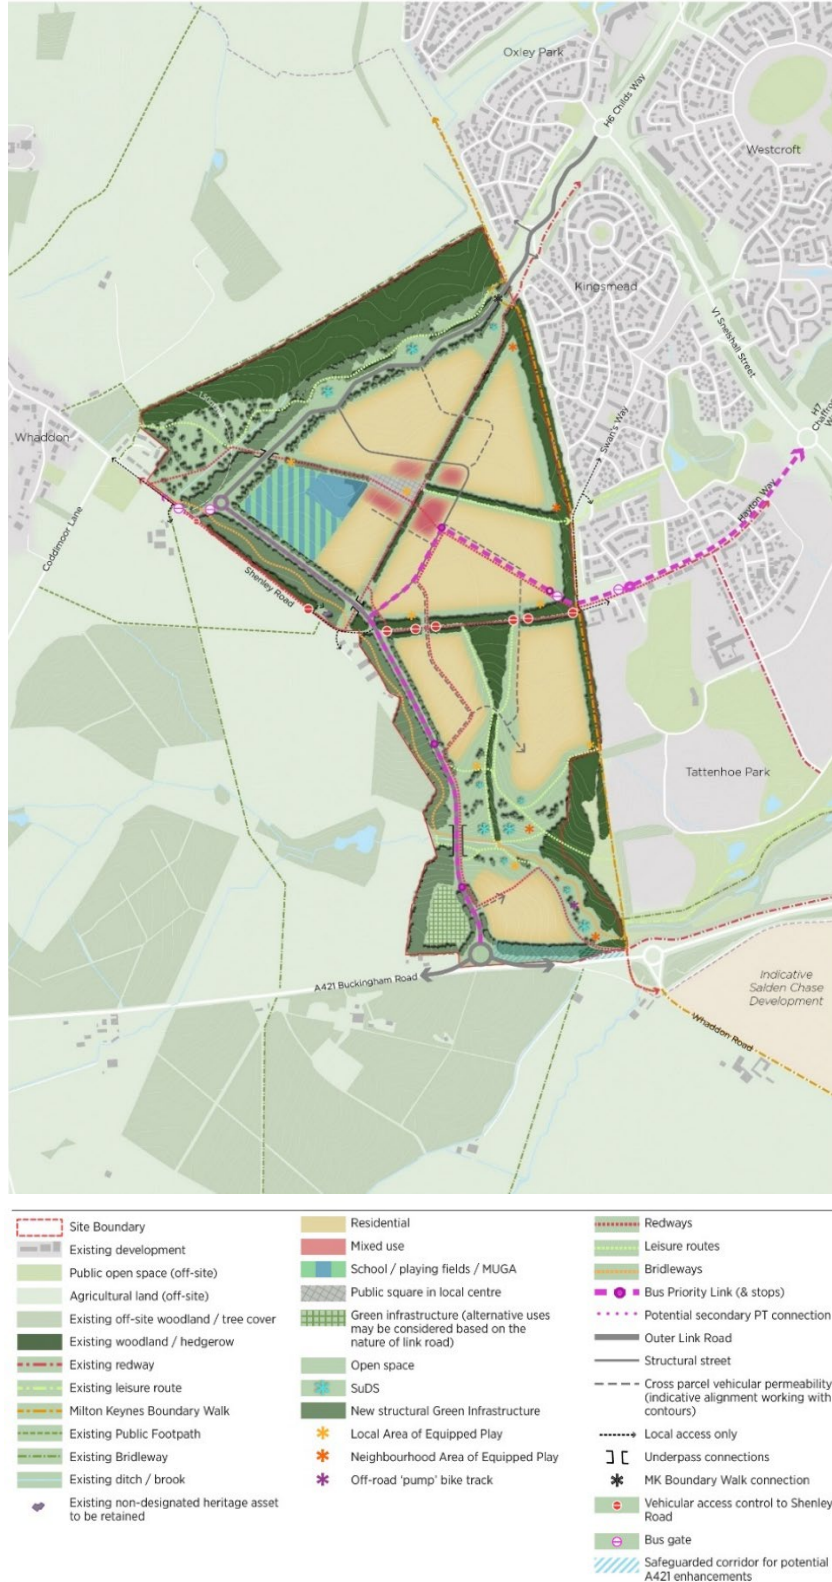 Oxley Park
H6 Childs Way
Westcroft
Kingsmead
V1 Snelshall Street
Whaddon
Swan's Way
H7
Hayton Way
Coddimoor Lane
Shenley Road
Tattenhoe Park
A421 Buckingham Road
Indicative
Salden Chase
Development
Whaddon Road
Site Boundary
Existing development
Public open space (off-site)
Agricultural land (off-site)
Existing off-site woodland / tree cover
Existing woodland / hedgerow
Existing redway
Existing leisure route
Milton Keynes Boundary Walk
Existing Public Footpath
Existing Bridleway
Existing ditch / brook
Existing non-designated heritage asset
to be retained
Residential
Mixed use
School / playing fields / MUGA
Public square in local centre
Green infrastructure (alternative uses
may be considered based on the
nature of link road)
Open space
SuDS
New structural Green Infrastructure
Local Area of Equipped Play
Neighbourhood Area of Equipped Play
Off-road 'pump' bike track
Redways
Leisure routes
Bridleways
Bus Priority Link (& stops)
Potential secondary PT connection
Outer Link Road
Structural street
Cross parcel vehicular permeability
(indicative alignment working with
contours)
Local access only
Underpass connections
MK Boundary Walk connection
Vehicular access control to Shenley
Road
Bus gate
Safeguarded corridor for potential
A421 enhancements